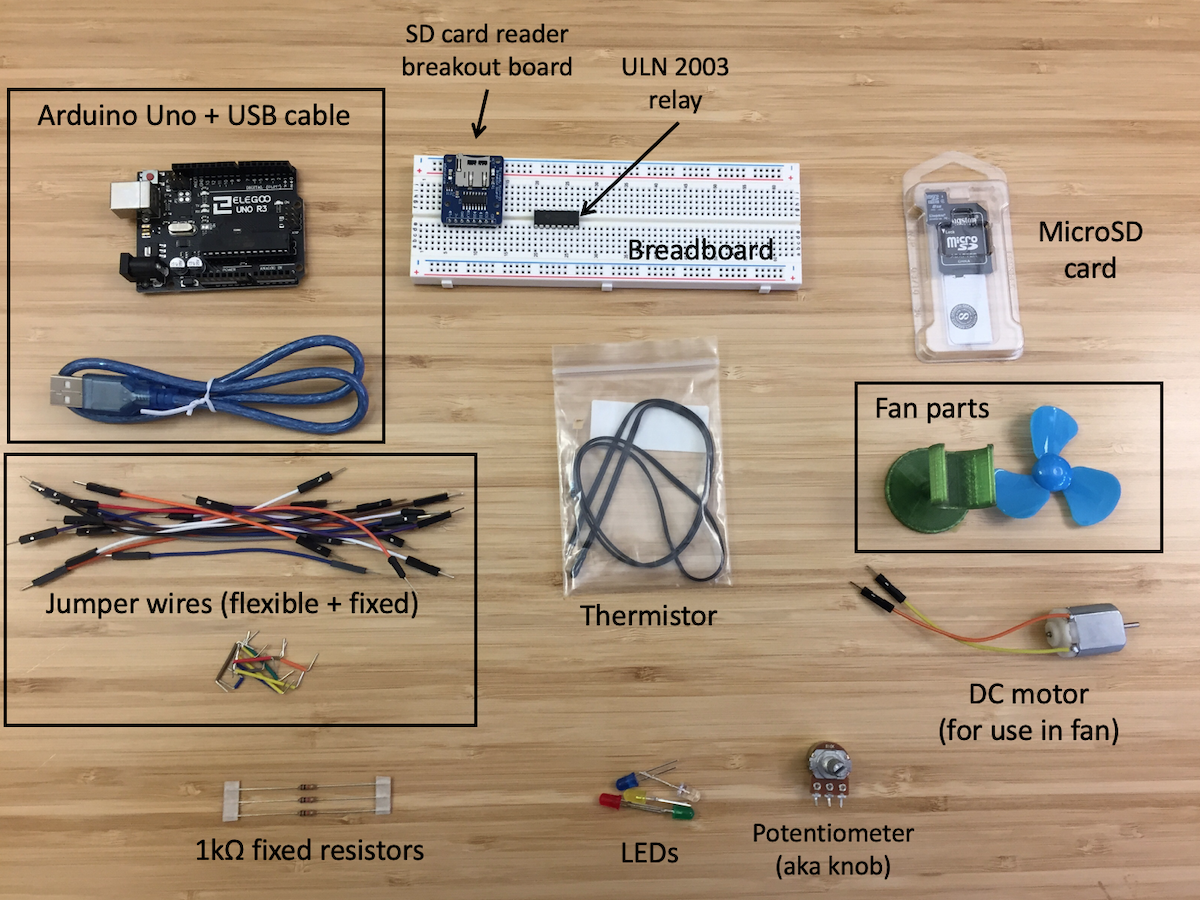 SD card reader
breakout board
ULN 2003
relay
Arduino Uno + USB cable
ELEGOO
UNO R3
Breadboard
Micro
SD
MicroSD
card
Fan parts
Jumper wires (flexible + fixed)
Thermistor
DC motor
(for use in fan)
1kΩ fixed resistors
LEDs
Potentiometer
(aka knob)